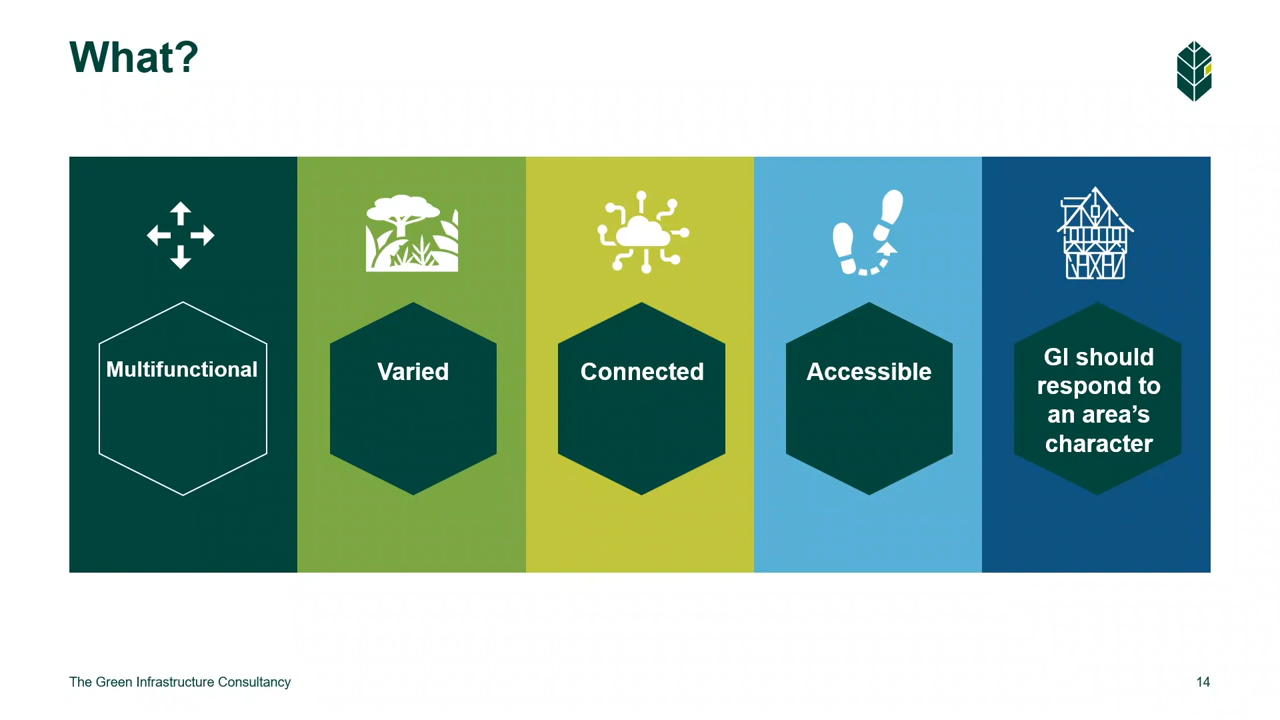 What?
Multifunctional
Varied
Connected
Accessible
GI should
respond to
an area’s
character
The Green Infrastructure Consultancy
14